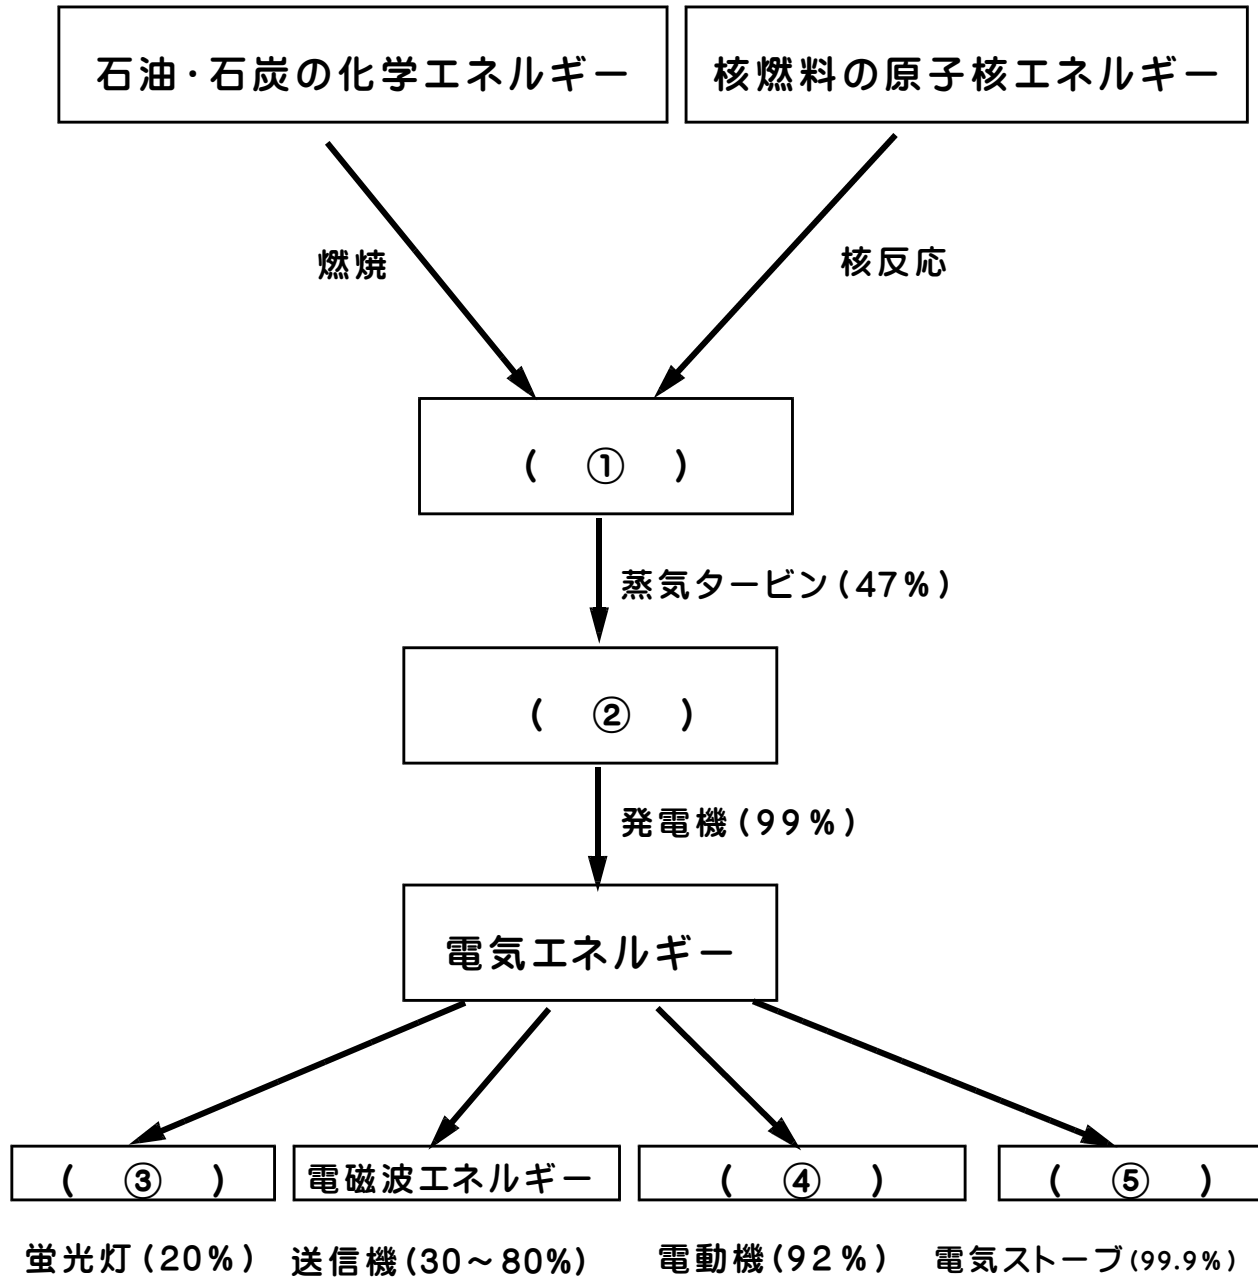 石油・石炭の化学エネルギー
核燃料の原子核エネルギー
燃焼
核反応
( ① )
蒸気タービン(47%)
( ② )
発電機(99%)
電気エネルギー
( ③ )
電磁波エネルギー
( ④ )
( ⑤ )
蛍光灯(20%)
送信機(30～80%)
電動機(92%)
電気ストーブ(99.9%)